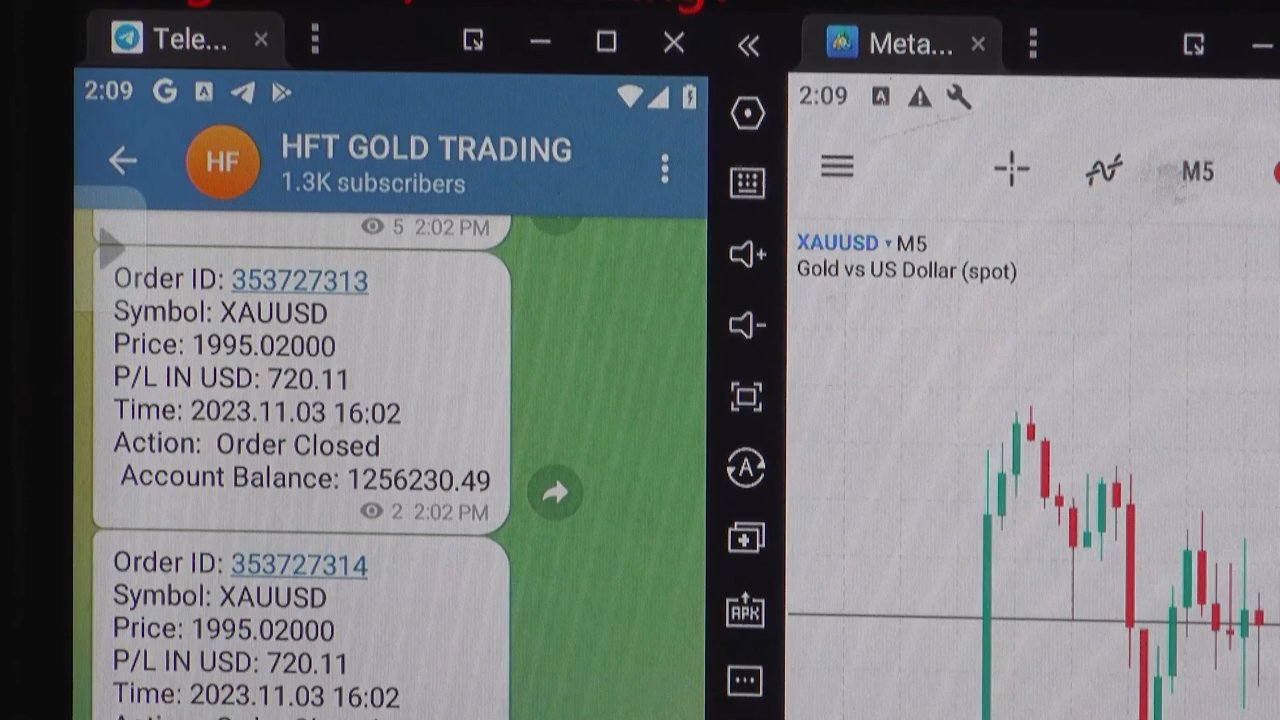 Tele...
2:09
HF
HFT GOLD TRADING
1.3K subscribers
5 2:02 PM
Order ID: 353727313
Symbol: XAUUSD
Price: 1995.02000
P/L IN USD: 720.11
Time: 2023.11.03 16:02
Action: Order Closed
Account Balance: 1256230.49
2 2:02 PM
Order ID: 353727314
Symbol: XAUUSD
Price: 1995.02000
P/L IN USD: 720.11
Time: 2023.11.03 16:02
A
APK
Meta...
2:09
A
M5
XAUUSD M5
Gold vs US Dollar (spot)